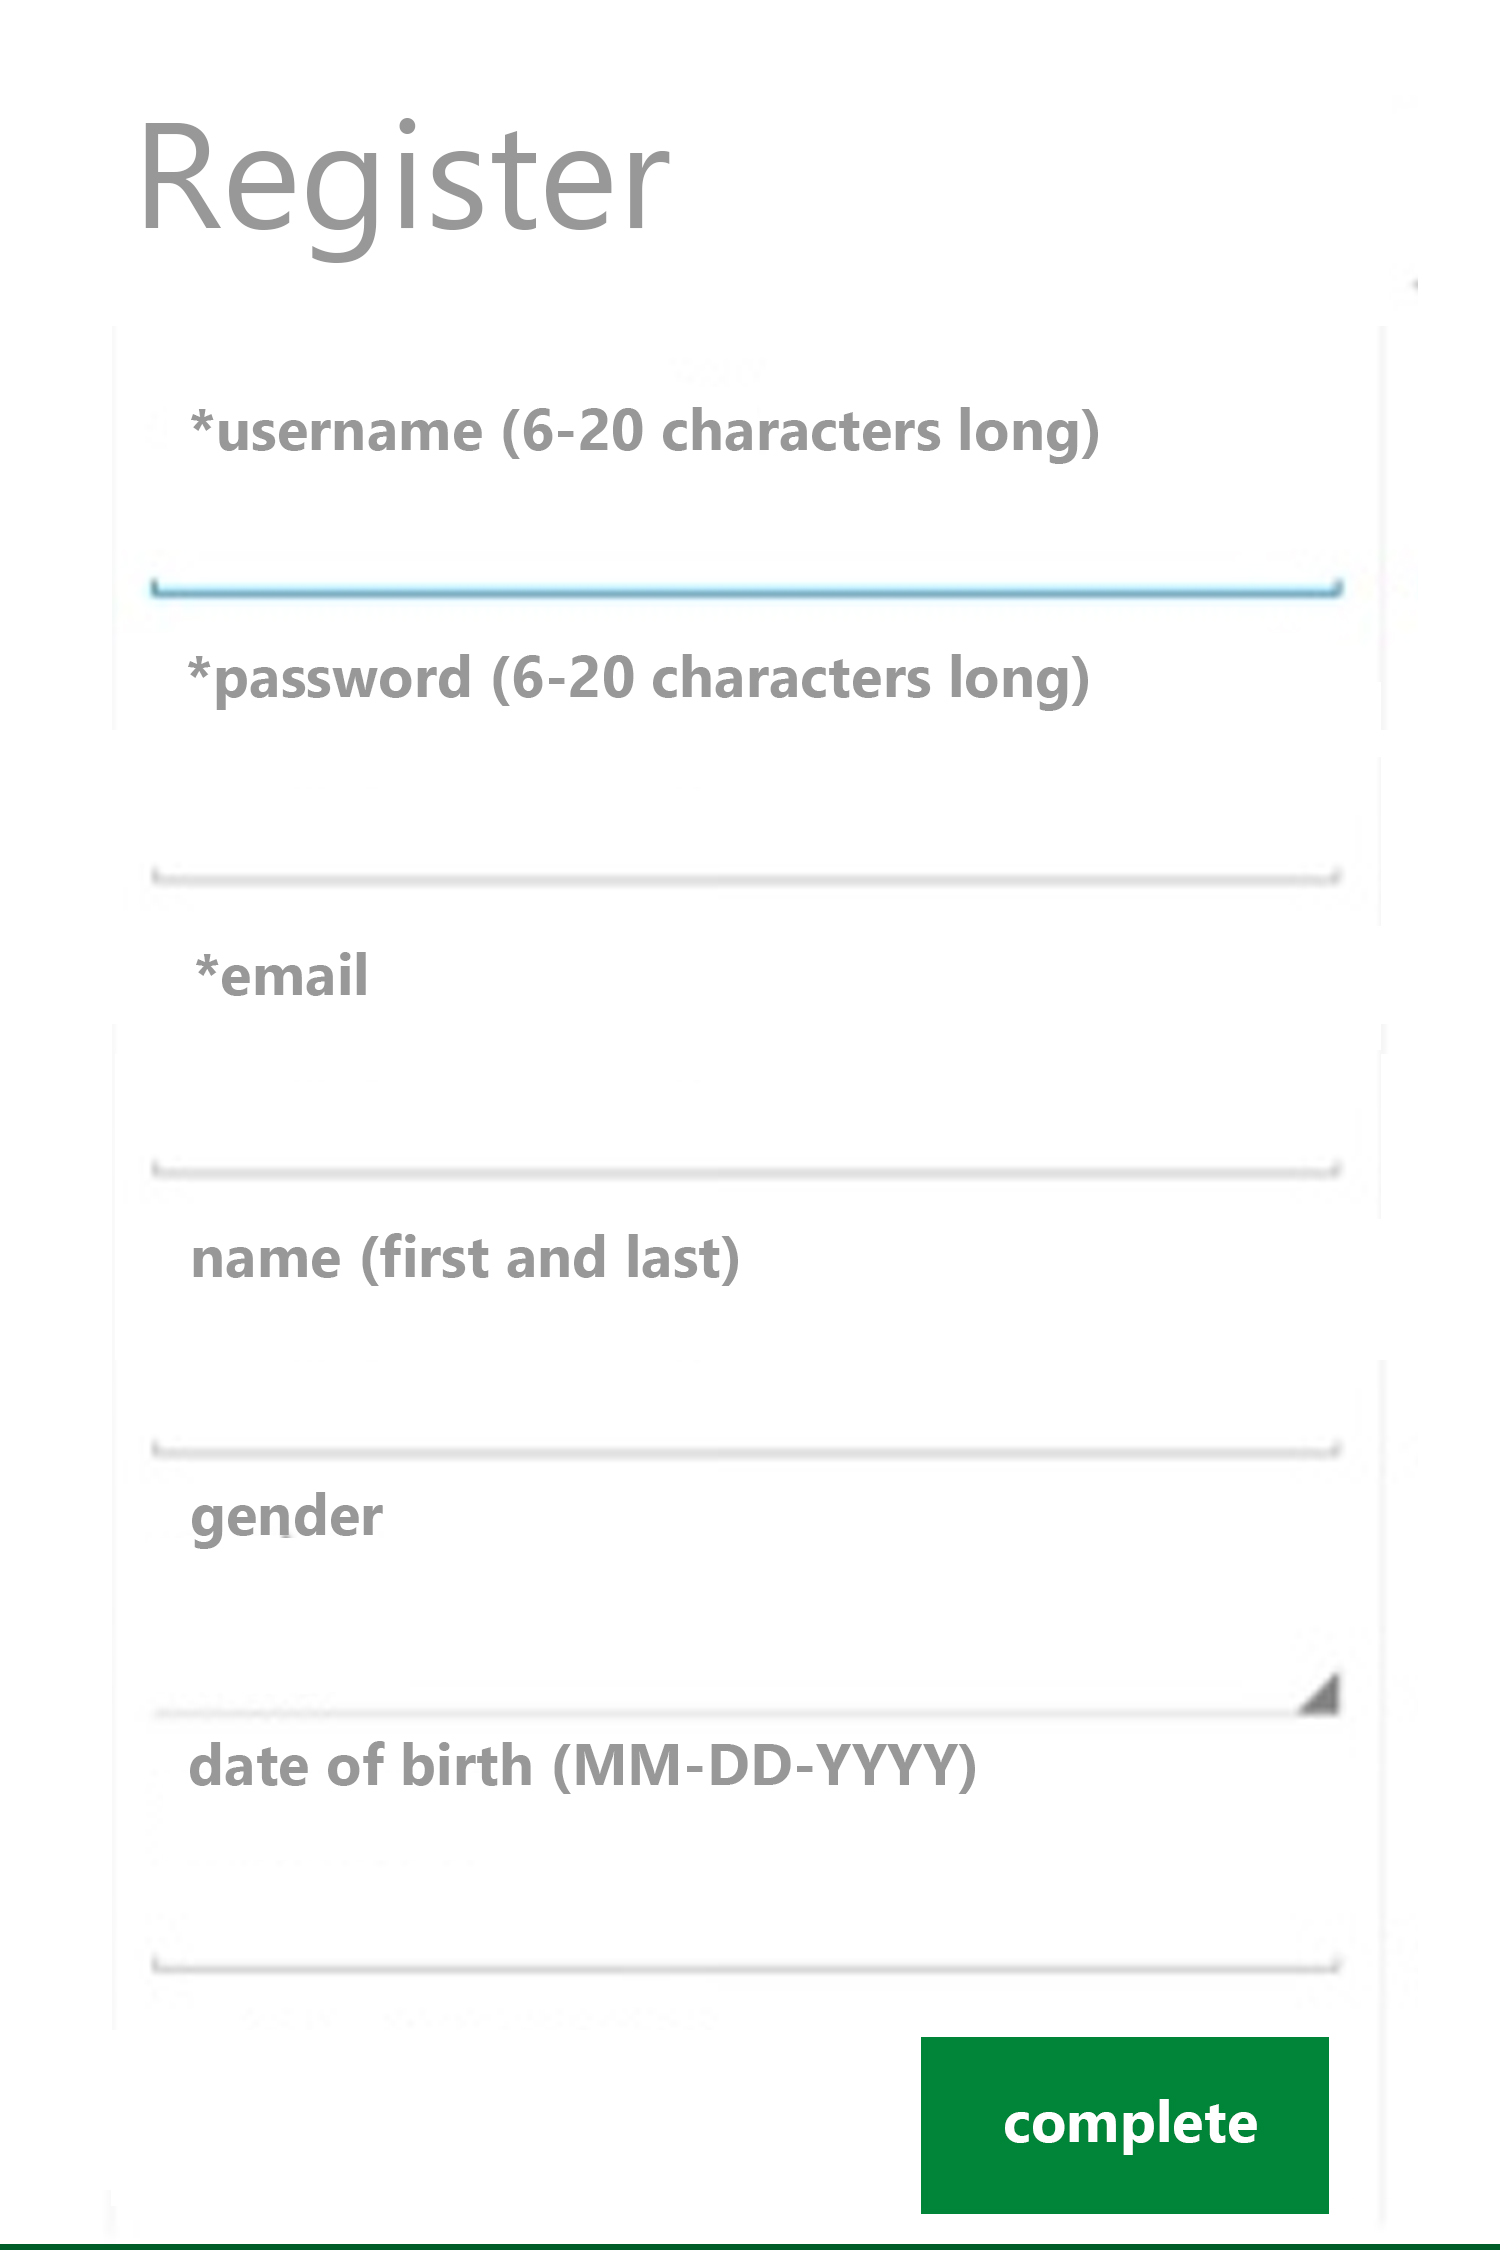 Register
*username (6-20 characters long)
*password (6-20 characters long)
*email
name (first and last)
gender
date of birth (MM-DD-YYYY)
complete